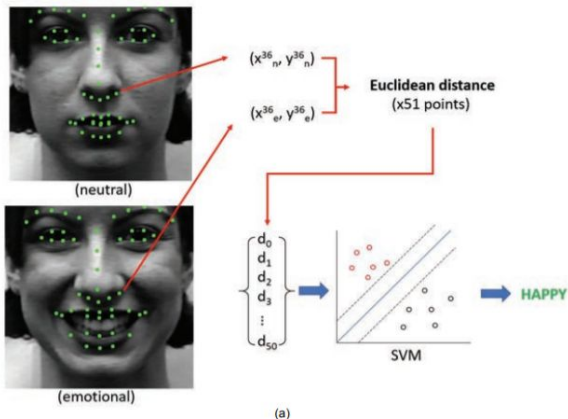 (x³⁶ₙ, y³⁶ₙ)
Euclidean distance
(x51 points)
(x³⁶ₑ, y³⁶ₑ)
(neutral)
d₀
d₁
d₂
d₃
⋮
d₅₀
HAPPY
SVM
(emotional)
(a)